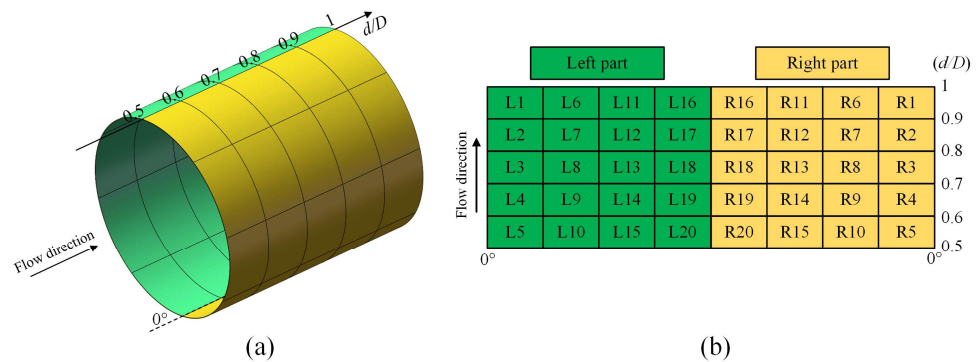 0.5 0.6 0.7 0.8 0.9 1 d/D
Flow direction
0°
(a)
Left part Right part (d/D)
1
L1 L6 L11 L16 R16 R11 R6 R1
0.9
L2 L7 L12 L17 R17 R12 R7 R2
0.8
L3 L8 L13 L18 R18 R13 R8 R3
0.7
L4 L9 L14 L19 R19 R14 R9 R4
0.6
L5 L10 L15 L20 R20 R15 R10 R5
0.5
0° 0°
Flow direction
(b)